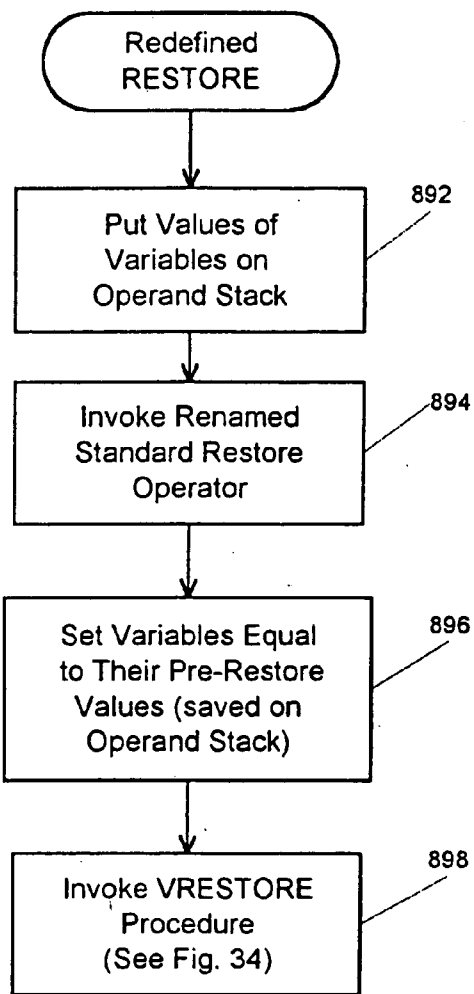 Redefined
RESTORE
892
Put Values of
Variables on
Operand Stack
894
Invoke Renamed
Standard Restore
Operator
896
Set Variables Equal
to Their Pre-Restore
Values (saved on
Operand Stack)
898
Invoke VRESTORE
Procedure
(See Fig. 34)